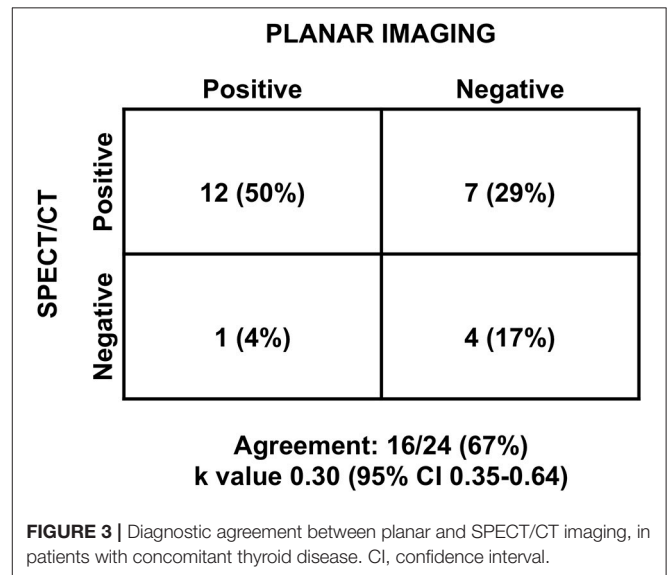 PLANAR IMAGING
Positive Negative
SPECT/CT
Positive
12 (50%) 7 (29%)
Negative
1 (4%) 4 (17%)
Agreement: 16/24 (67%)
k value 0.30 (95% CI 0.35-0.64)
FIGURE 3 | Diagnostic agreement between planar and SPECT/CT imaging, in
patients with concomitant thyroid disease. CI, confidence interval.